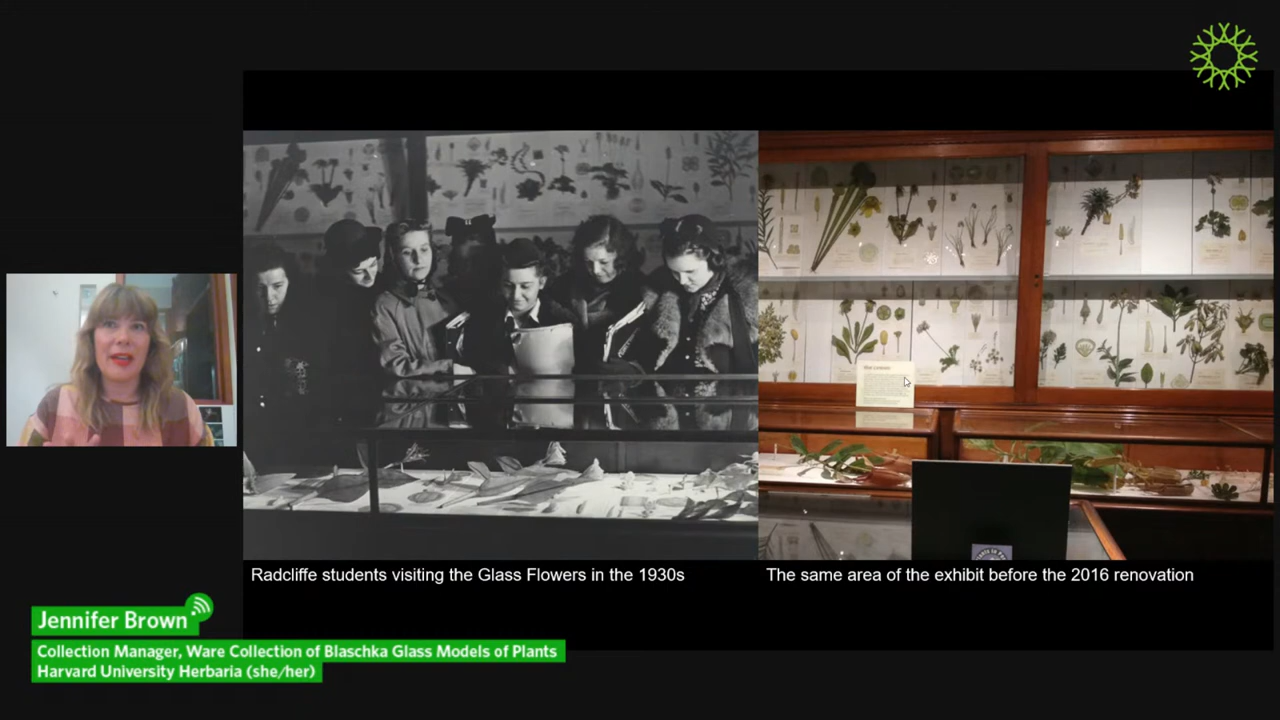 Radcliffe students visiting the Glass Flowers in the 1930s
The same area of the exhibit before the 2016 renovation
Jennifer Brown
Collection Manager, Ware Collection of Blaschka Glass Models of Plants
Harvard University Herbaria (she/her)